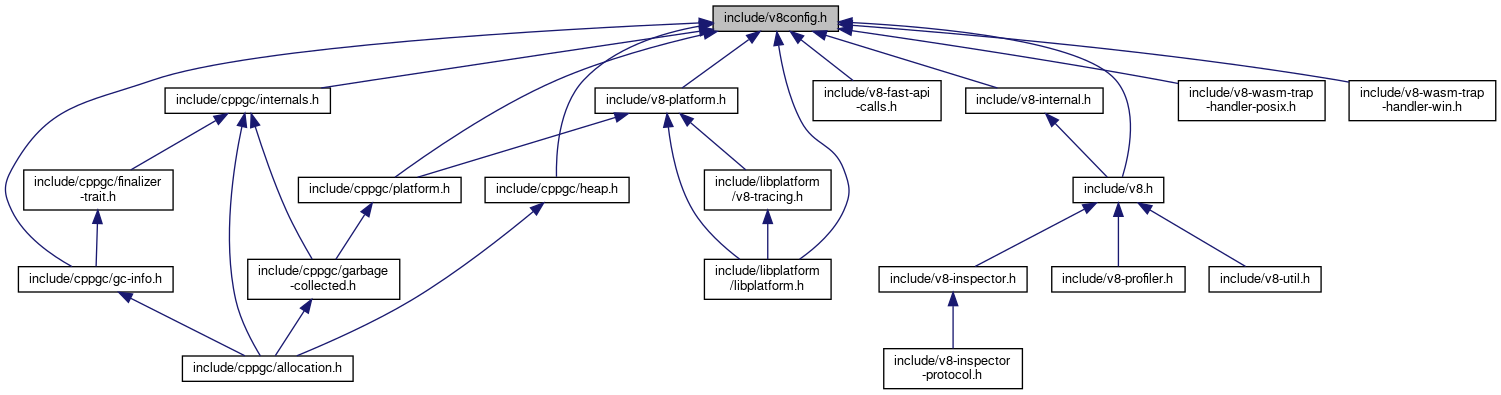 include/v8config.h
include/cppgc/internals.h
include/v8-platform.h
include/v8-fast-api
-calls.h
include/v8-internal.h
include/v8-wasm-trap
-handler-posix.h
include/v8-wasm-trap
-handler-win.h
include/cppgc/finalizer
-trait.h
include/cppgc/platform.h
include/cppgc/heap.h
include/libplatform
/v8-tracing.h
include/v8.h
include/cppgc/gc-info.h
include/cppgc/garbage
-collected.h
include/libplatform
/libplatform.h
include/v8-inspector.h
include/v8-profiler.h
include/v8-util.h
include/cppgc/allocation.h
include/v8-inspector
-protocol.h